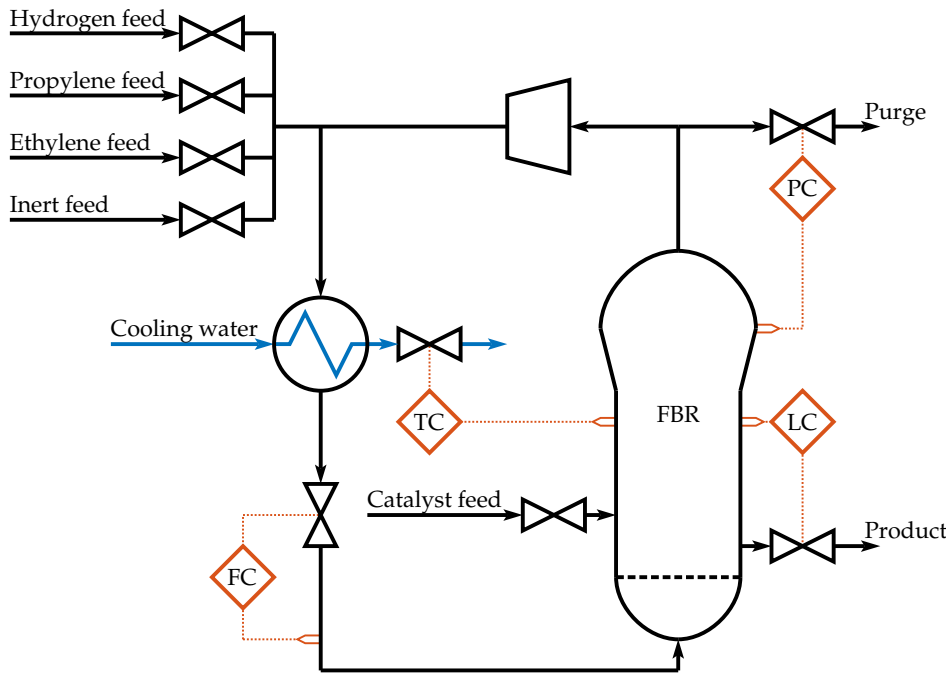 Hydrogen feed
Propylene feed
Ethylene feed
Inert feed
Purge
PC
Cooling water
TC
FBR
LC
Catalyst feed
Product
FC